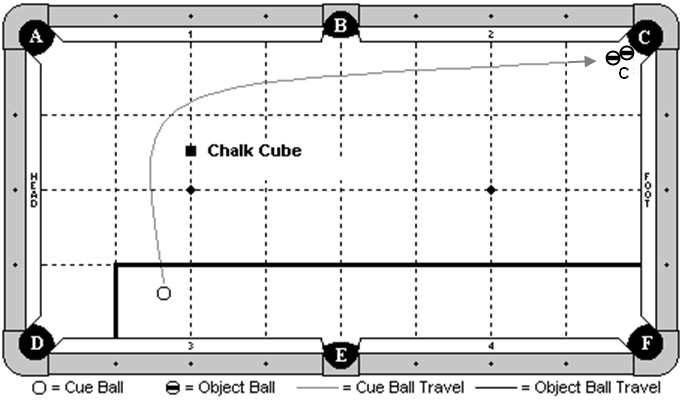 B
A
C
1
2
C
Chalk Cube
HEAD
FOOT
D
E
F
3
4
= Cue Ball
= Object Ball
= Cue Ball Travel
= Object Ball Travel